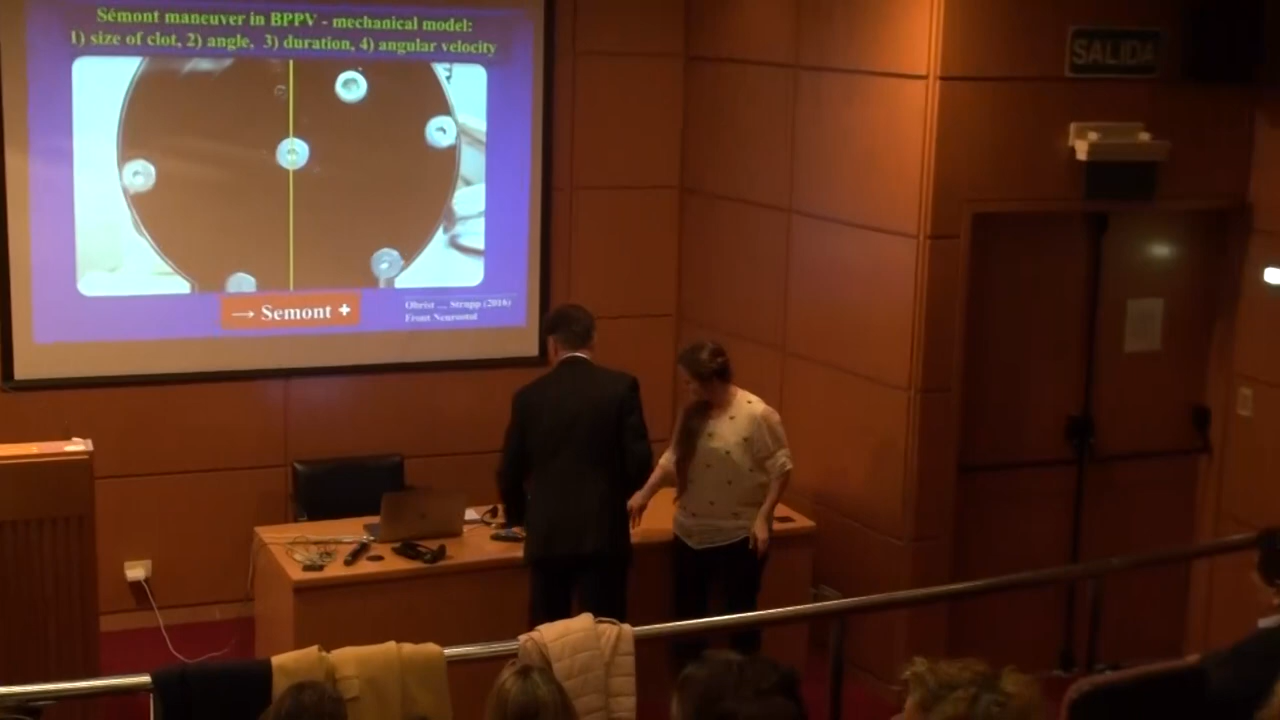 Sémont maneuver in BPPV - mechanical model:
1) size of clot, 2) angle, 3) duration, 4) angular velocity
→ Semont +
Obrist ... Strupp (2016)
Front Neurootol
SALIDA